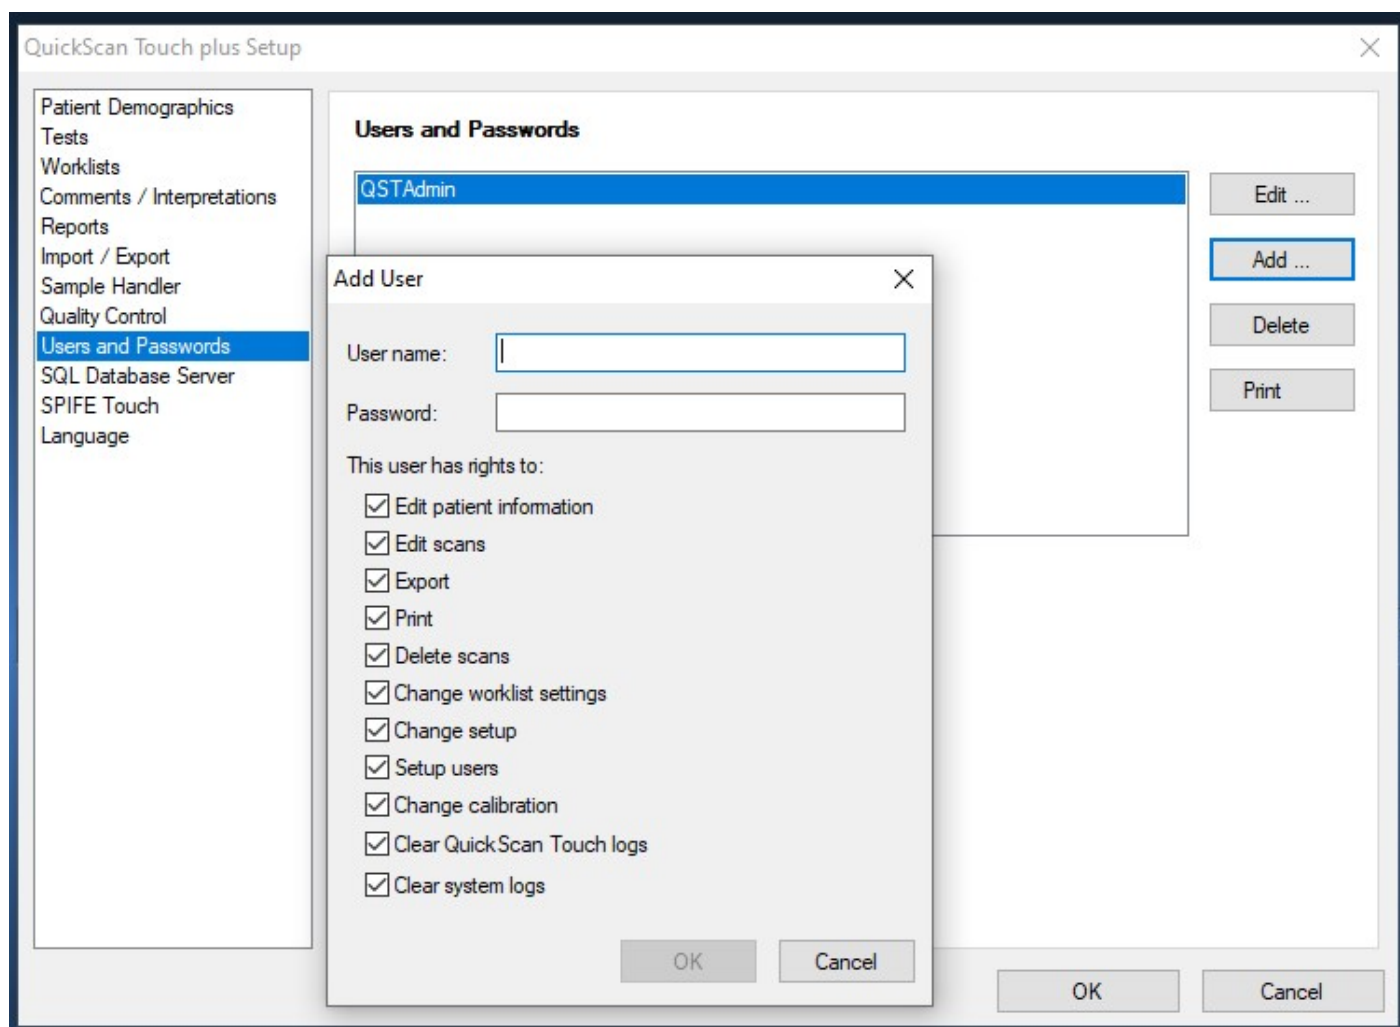 QuickScan Touch plus Setup
Patient Demographics
Tests
Worklists
Comments / Interpretations
Reports
Import / Export
Sample Handler
Quality Control
Users and Passwords
SQL Database Server
SPIFE Touch
Language
Users and Passwords
QSTAdmin
Edit ...
Add ...
Delete
Print
Add User
User name:
Password:
This user has rights to:
Edit patient information
Edit scans
Export
Print
Delete scans
Change worklist settings
Change setup
Setup users
Change calibration
Clear QuickScan Touch logs
Clear system logs
OK
Cancel
OK
Cancel